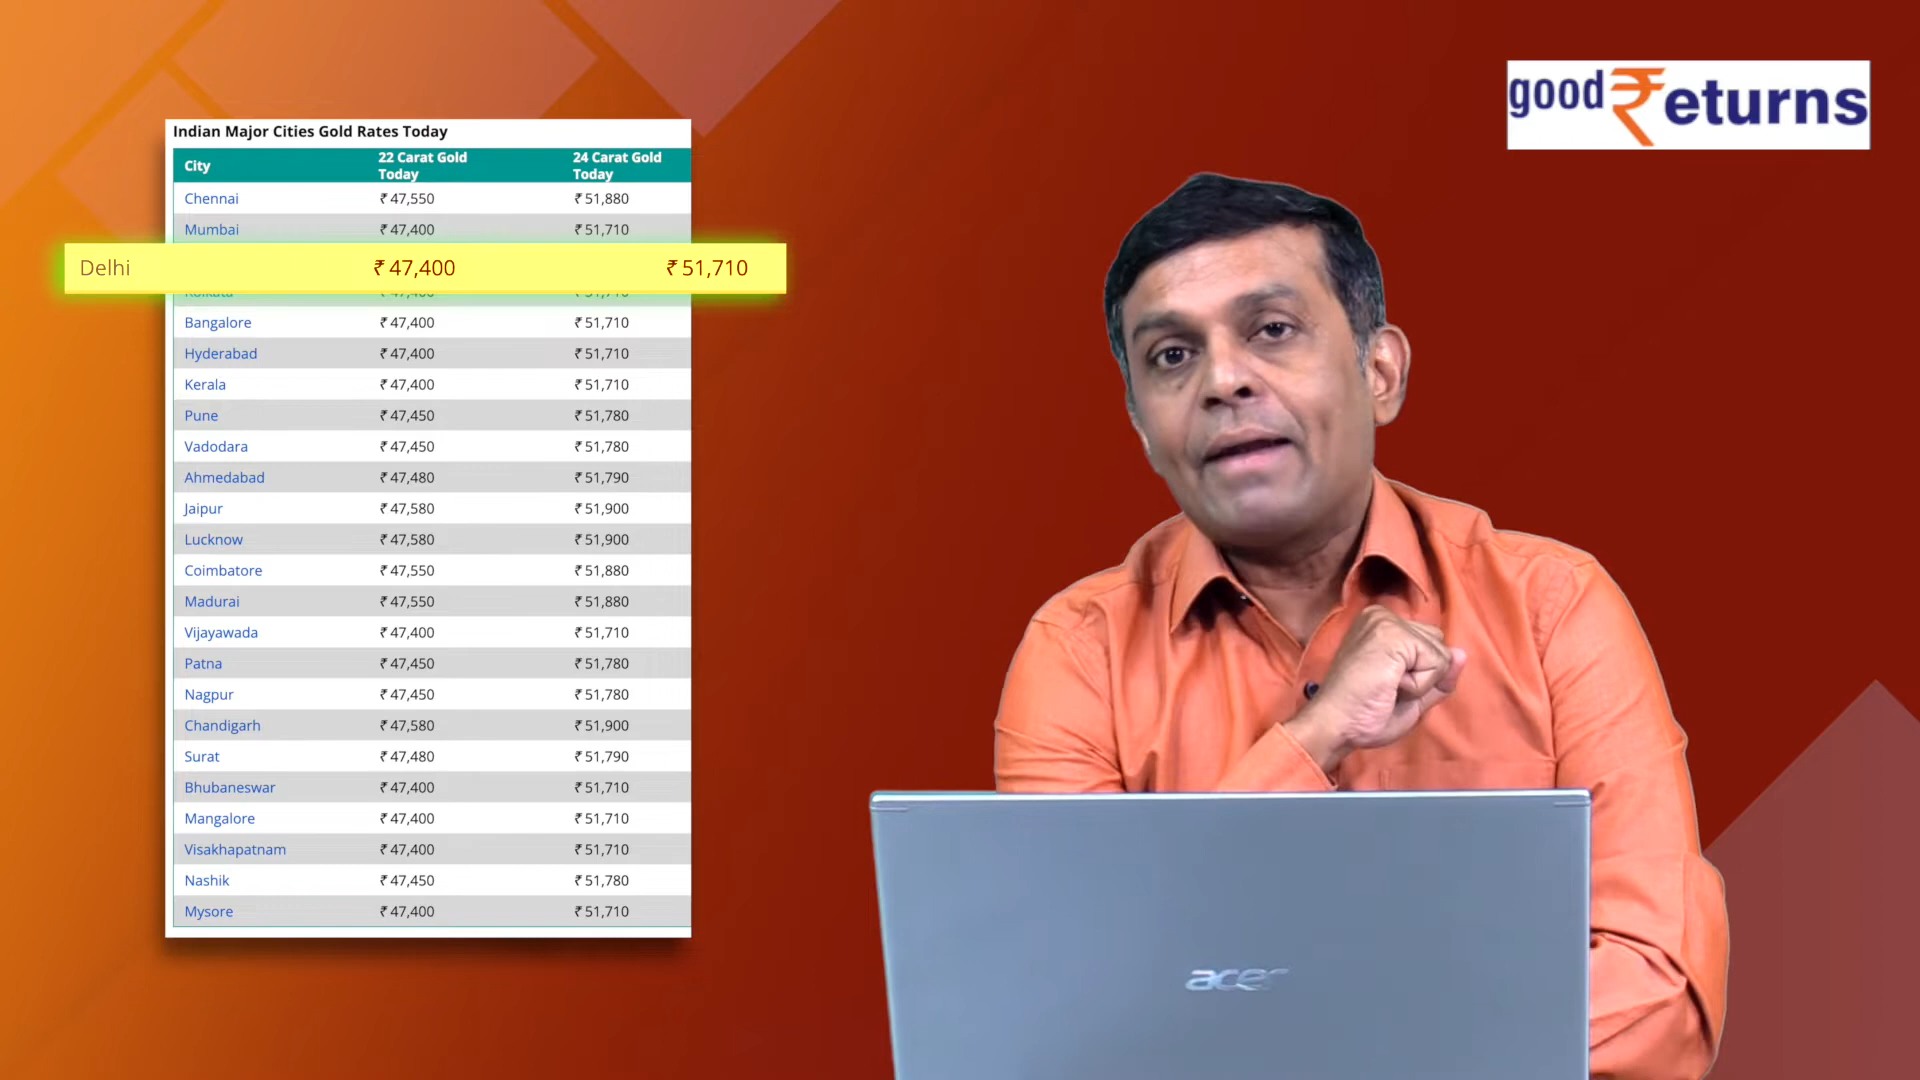 good ₹eturns
Indian Major Cities Gold Rates Today
City 22 Carat Gold Today 24 Carat Gold Today
Chennai ₹ 47,550 ₹ 51,880
Mumbai ₹ 47,400 ₹ 51,710
Delhi ₹ 47,400 ₹ 51,710
Kolkata ₹ 47,400 ₹ 51,710
Bangalore ₹ 47,400 ₹ 51,710
Hyderabad ₹ 47,400 ₹ 51,710
Kerala ₹ 47,400 ₹ 51,710
Pune ₹ 47,450 ₹ 51,780
Vadodara ₹ 47,450 ₹ 51,780
Ahmedabad ₹ 47,480 ₹ 51,790
Jaipur ₹ 47,580 ₹ 51,900
Lucknow ₹ 47,580 ₹ 51,900
Coimbatore ₹ 47,550 ₹ 51,880
Madurai ₹ 47,550 ₹ 51,880
Vijayawada ₹ 47,400 ₹ 51,710
Patna ₹ 47,450 ₹ 51,780
Nagpur ₹ 47,450 ₹ 51,780
Chandigarh ₹ 47,580 ₹ 51,900
Surat ₹ 47,480 ₹ 51,790
Bhubaneswar ₹ 47,400 ₹ 51,710
Mangalore ₹ 47,400 ₹ 51,710
Visakhapatnam ₹ 47,400 ₹ 51,710
Nashik ₹ 47,450 ₹ 51,780
Mysore ₹ 47,400 ₹ 51,710
acer